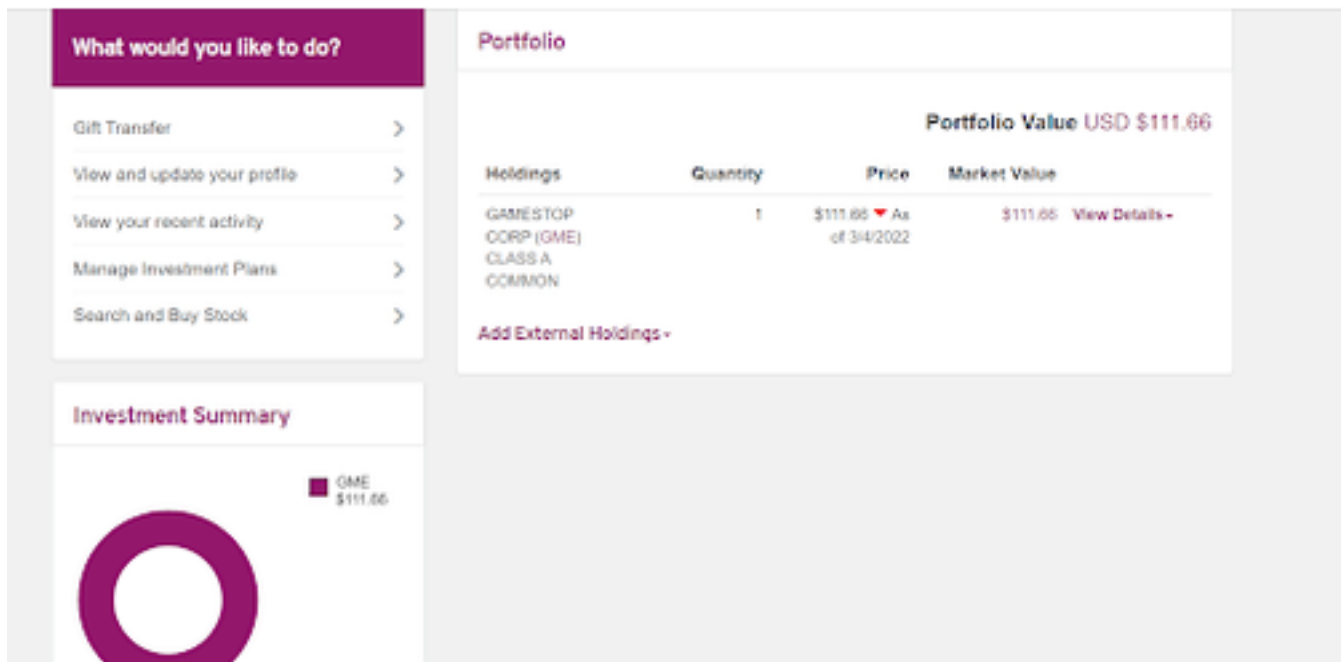 What would you like to do?
Gift Transfer
View and update your profile
View your recent activity
Manage Investment Plans
Search and Buy Stock
Investment Summary
GME
$111.66
Portfolio
Portfolio Value USD $111.66
Holdings Quantity Price Market Value
GAMESTOP 1 $111.66 As $111.66 View Details
CORP (GME) of 3/4/2022
CLASS A
COMMON
Add External Holdings